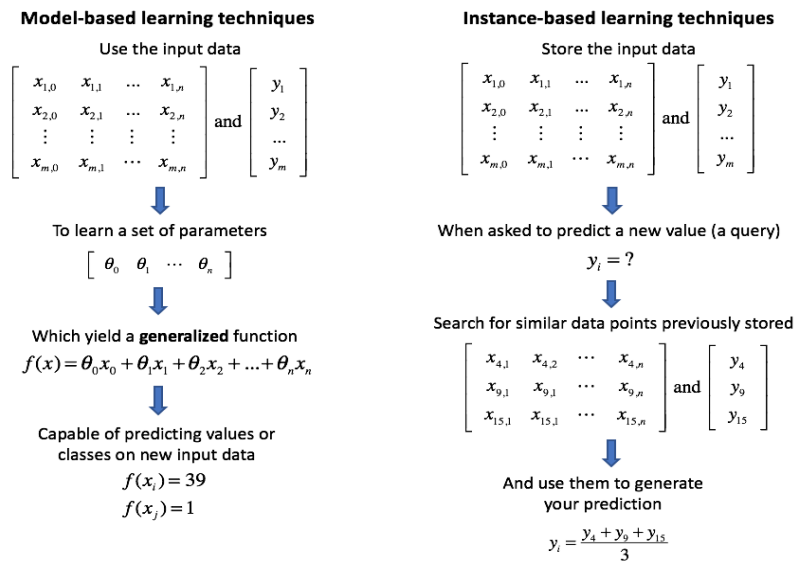 Model-based learning techniques
Use the input data
x1,0 x1,1 ... x1,n
x2,0 x2,1 ... x2,n
⋮ ⋮ ⋮ ⋮
xm,0 xm,1 ... xm,n
and
y1
y2
...
ym
To learn a set of parameters
[ θ0 θ1 ... θn ]
Which yield a generalized function
f(x)=θ0x0+θ1x1+θ2x2+...+θnxn
Capable of predicting values or
classes on new input data
f(xi)=39
f(xj)=1
Instance-based learning techniques
Store the input data
x1,0 x1,1 ... x1,n
x2,0 x2,1 ... x2,n
⋮ ⋮ ⋮ ⋮
xm,0 xm,1 ... xm,n
and
y1
y2
...
ym
When asked to predict a new value (a query)
yi = ?
Search for similar data points previously stored
x4,1 x4,2 ... x4,n
x9,1 x9,1 ... x9,n
x15,1 x15,1 ... x15,n
and
y4
y9
y15
And use them to generate
your prediction
yi = y4 + y9 + y15
3